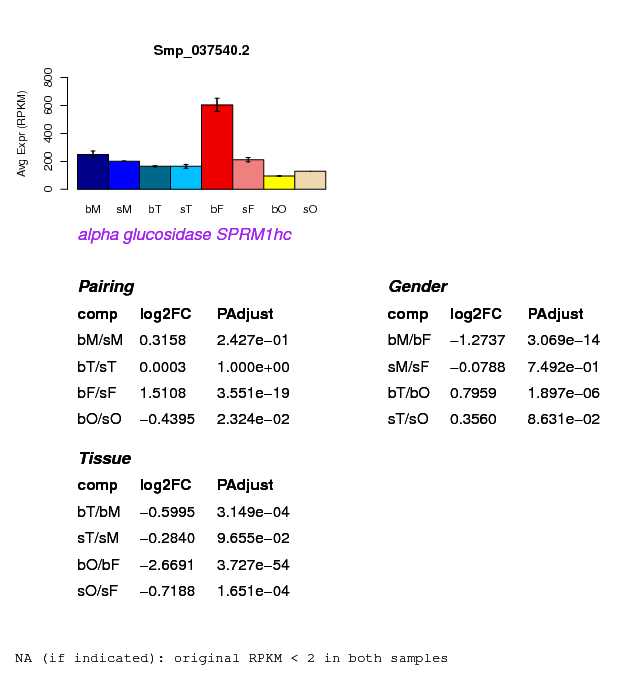 Smp_037540.2
Avg Expr (RPKM)
0 200 400 600 800
bM sM bT sT bF sF bO sO
alpha glucosidase SPRM1hc
Pairing
comp log2FC PAdjust
bM/sM 0.3158 2.427e−01
bT/sT 0.0003 1.000e+00
bF/sF 1.5108 3.551e−19
bO/sO −0.4395 2.324e−02
Gender
comp log2FC PAdjust
bM/bF −1.2737 3.069e−14
sM/sF −0.0788 7.492e−01
bT/bO 0.7959 1.897e−06
sT/sO 0.3560 8.631e−02
Tissue
comp log2FC PAdjust
bT/bM −0.5995 3.149e−04
sT/sM −0.2840 9.655e−02
bO/bF −2.6691 3.727e−54
sO/sF −0.7188 1.651e−04
NA (if indicated): original RPKM < 2 in both samples